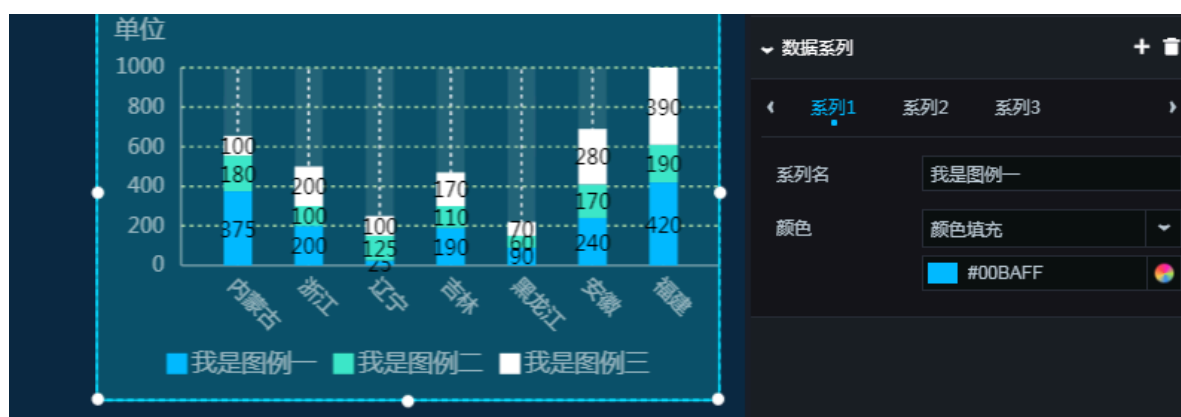 单位
1000
800
600
400
200
0
100
180
375
200
100
200
100
125
25
170
110
190
70
60
90
280
170
240
390
190
420
内蒙古
浙江
辽宁
吉林
黑龙江
安徽
福建
我是图例一 我是图例二 我是图例三
数据系列
系列1 系列2 系列3
系列名 我是图例一
颜色 颜色填充
#00BAFF